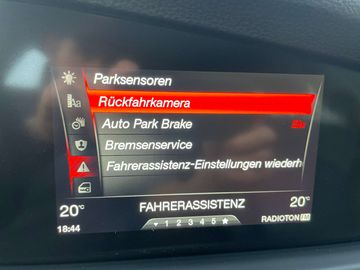 Parksensoren
Rückfahrkamera
Auto Park Brake
Bremsenservice
Fahrerassistenz-Einstellungen wiederh
20°C FAHRERASSISTENZ 20°C
18:44 1 2 3 4 5 RADIOTON FM